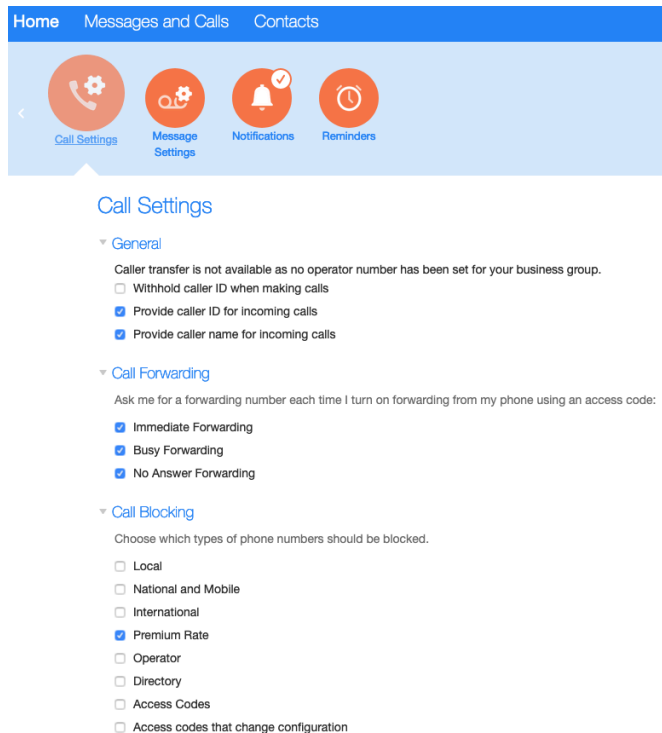 Home Messages and Calls Contacts
Call Settings
Message
Settings
Notifications
Reminders
Call Settings
General
Caller transfer is not available as no operator number has been set for your business group.
Withhold caller ID when making calls
Provide caller ID for incoming calls
Provide caller name for incoming calls
Call Forwarding
Ask me for a forwarding number each time I turn on forwarding from my phone using an access code:
Immediate Forwarding
Busy Forwarding
No Answer Forwarding
Call Blocking
Choose which types of phone numbers should be blocked.
Local
National and Mobile
International
Premium Rate
Operator
Directory
Access Codes
Access codes that change configuration